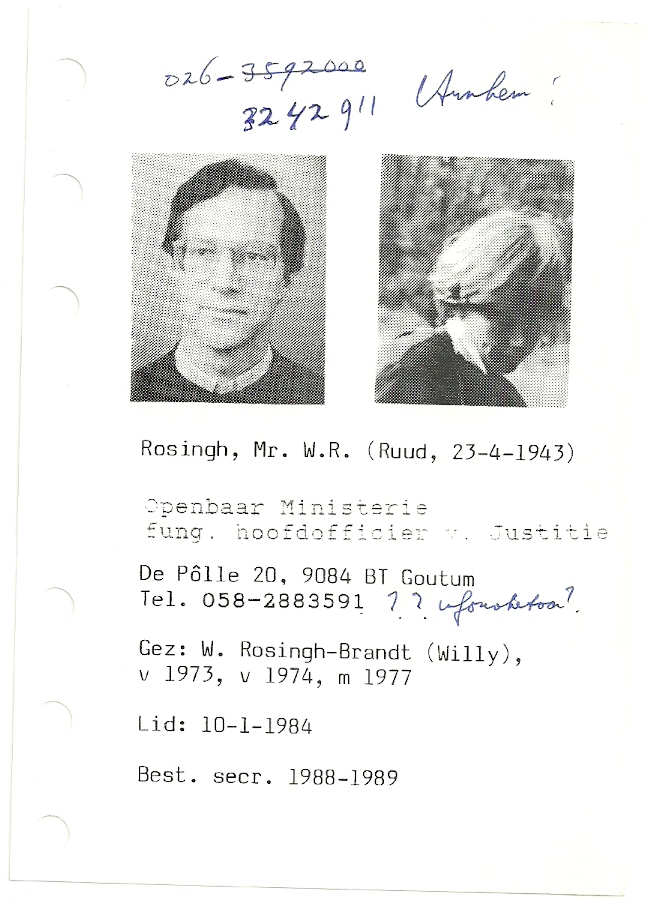 026-3592000
3242911
Arnhem
Rosingh, Mr. W.R. (Ruud, 23-4-1943)
Openbaar Ministerie
fung. hoofdofficier v. Justitie
De Pôlle 20, 9084 BT Goutum
Tel. 058-2883591 ? ?
Gez: W. Rosingh-Brandt (Willy),
v 1973, v 1974, m 1977
Lid: 10-1-1984
Best. secr. 1988-1989